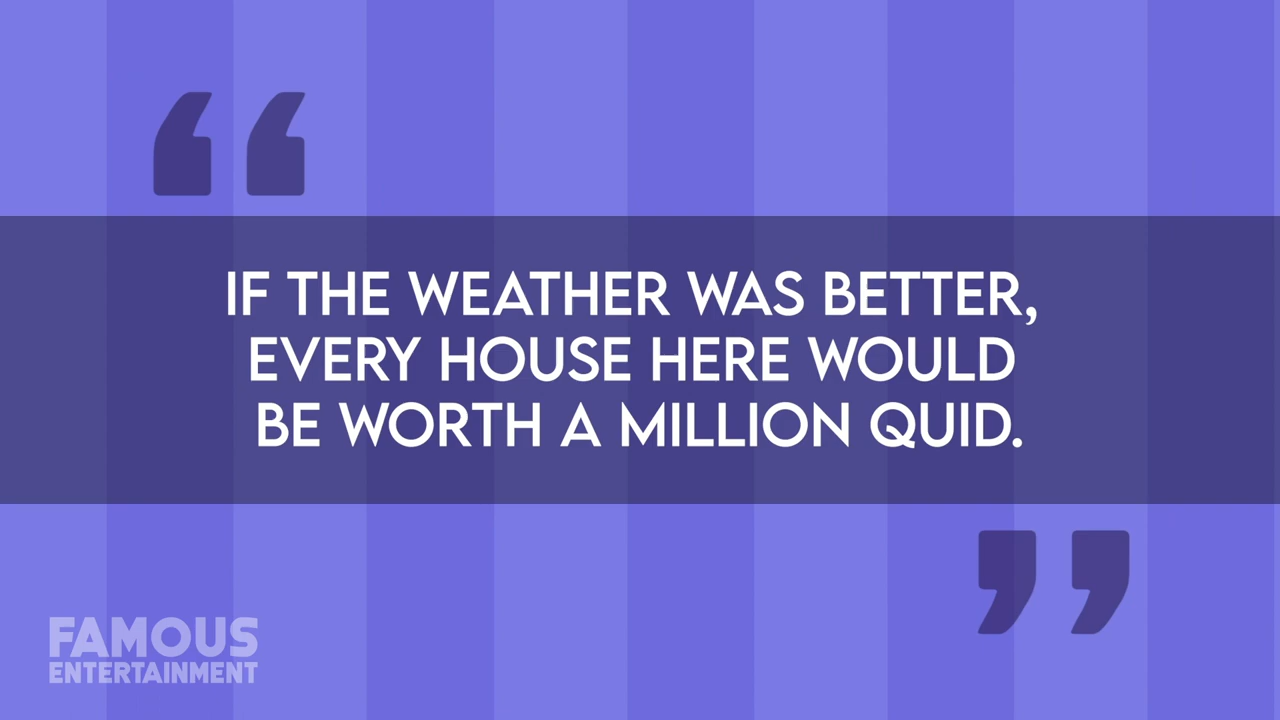 “
IF THE WEATHER WAS BETTER,
EVERY HOUSE HERE WOULD
BE WORTH A MILLION QUID.
”
FAMOUS
ENTERTAINMENT